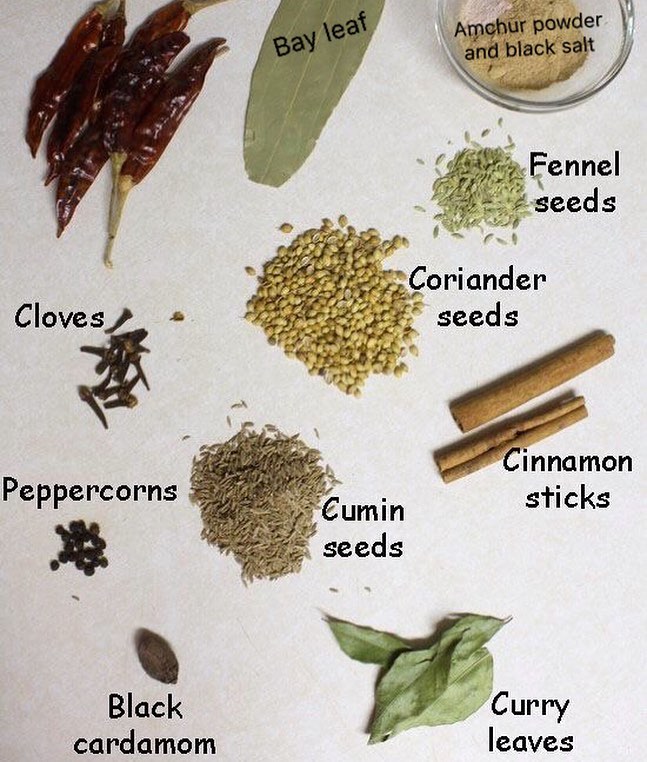 Bay leaf
Amchur powder
and black salt
Fennel
seeds
Coriander
seeds
Cloves
Cinnamon
sticks
Peppercorns
Cumin
seeds
Black
cardamom
Curry
leaves